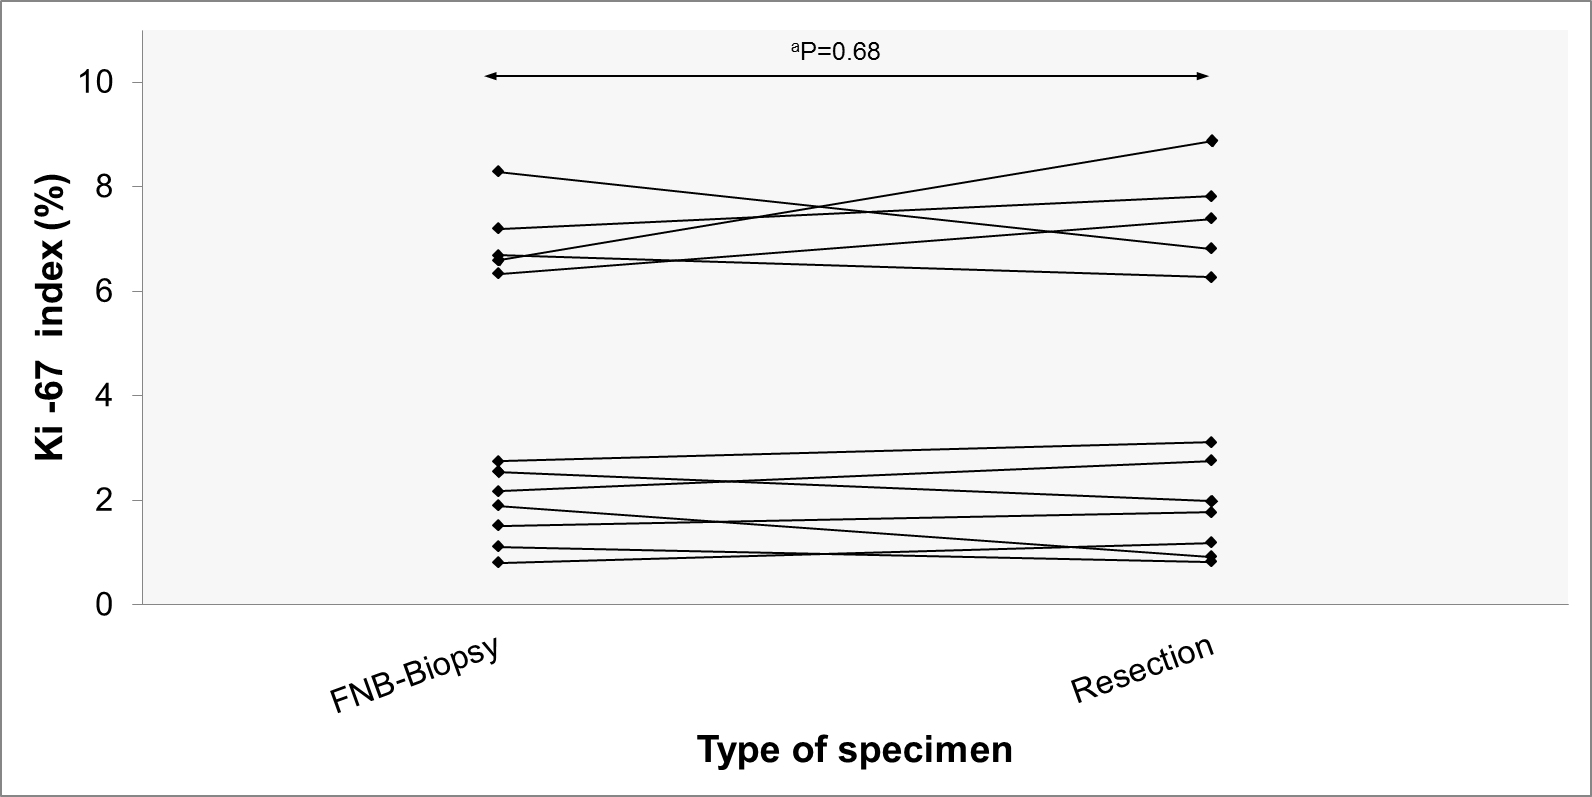 ᵃP=0.68
10
8
6
4
2
0
Ki -67 index (%)
FNB-Biopsy
Resection
Type of specimen